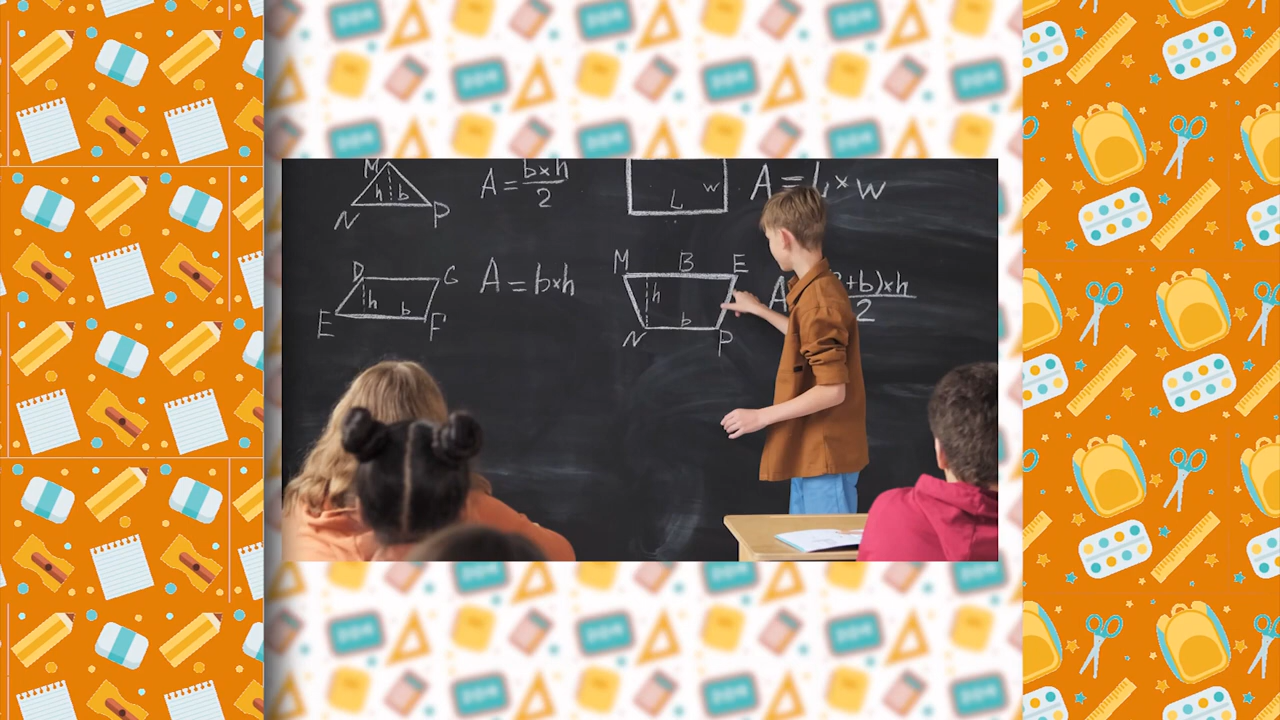 M
h b
N P
A = b×h
2
w
L
A = L×w
D G
h b
E F
A = b×h
M B E
h
b
N P
A +b)×h
2